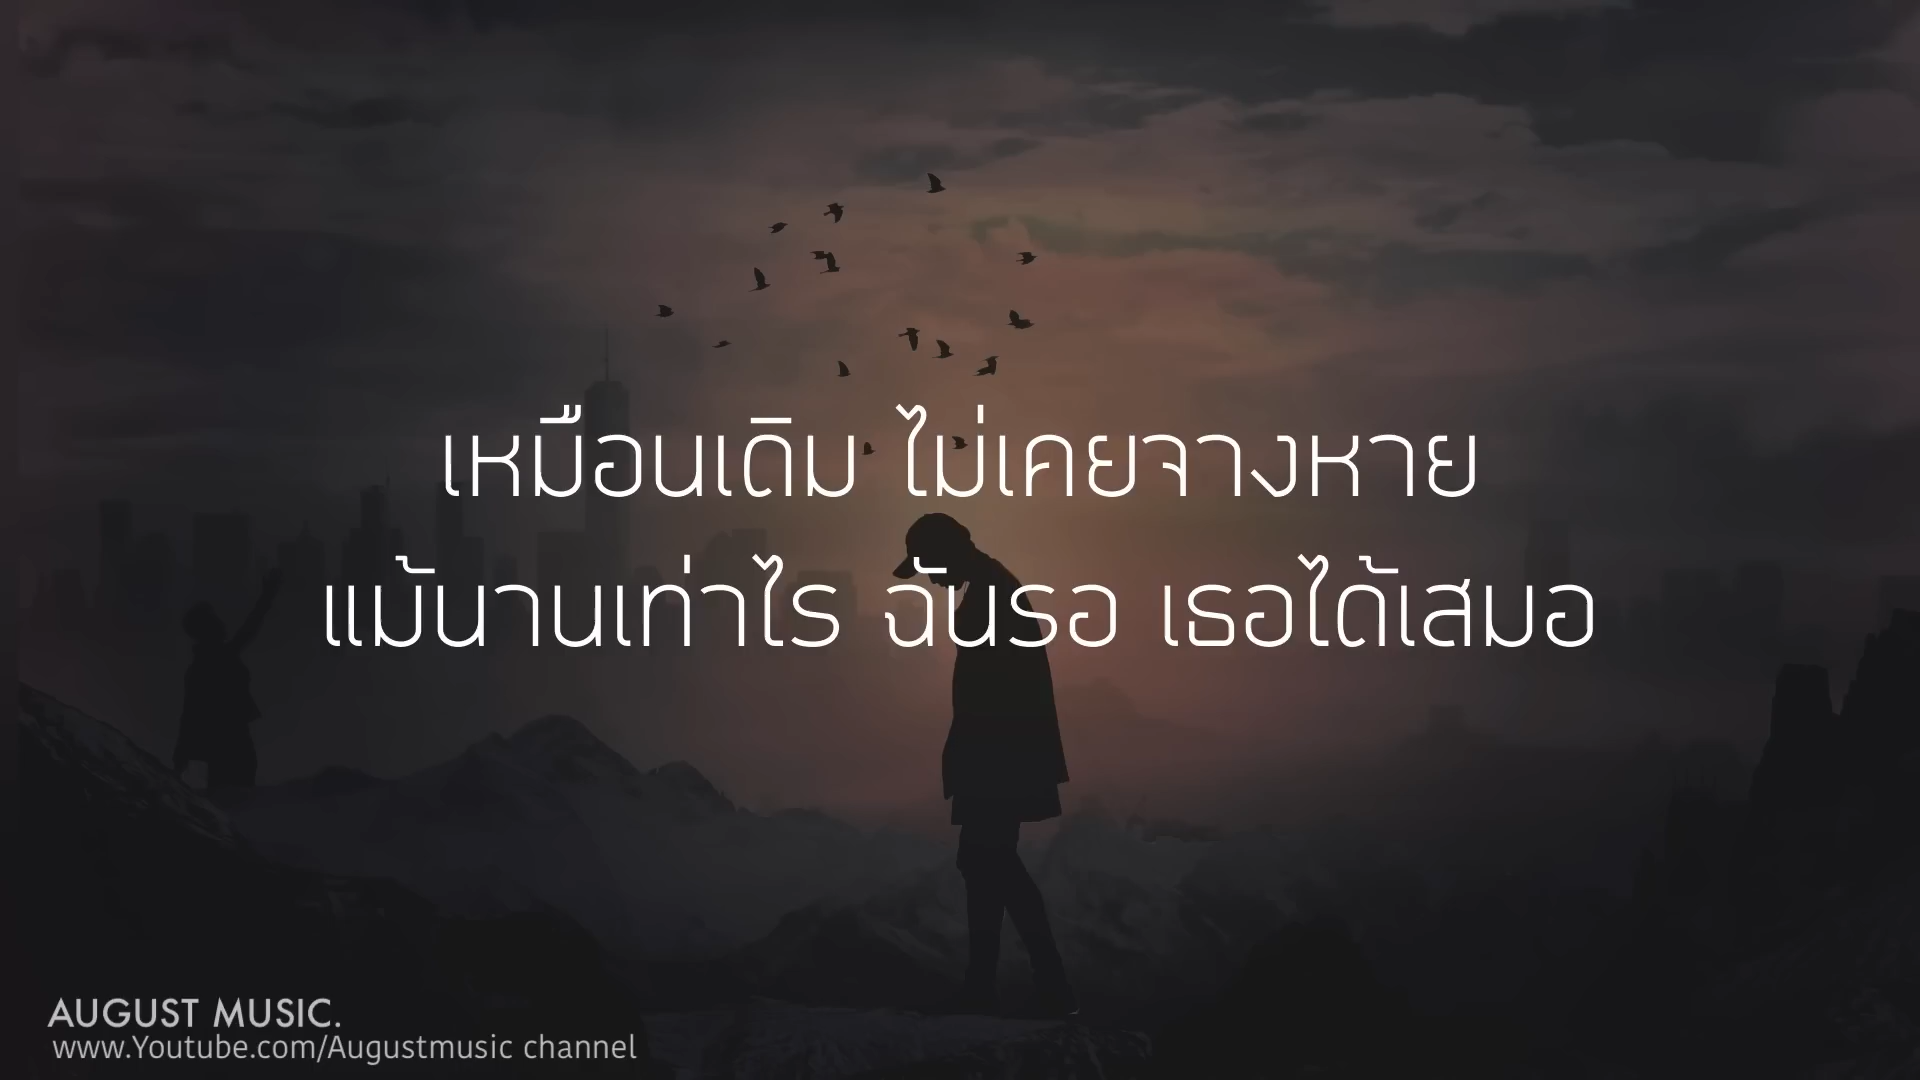 เหมือนเดิม ไม่เคยจางหาย
แม้นานเท่าไร ฉันรอ เธอได้เสมอ
AUGUST MUSIC.
www.Youtube.com/Augustmusic channel